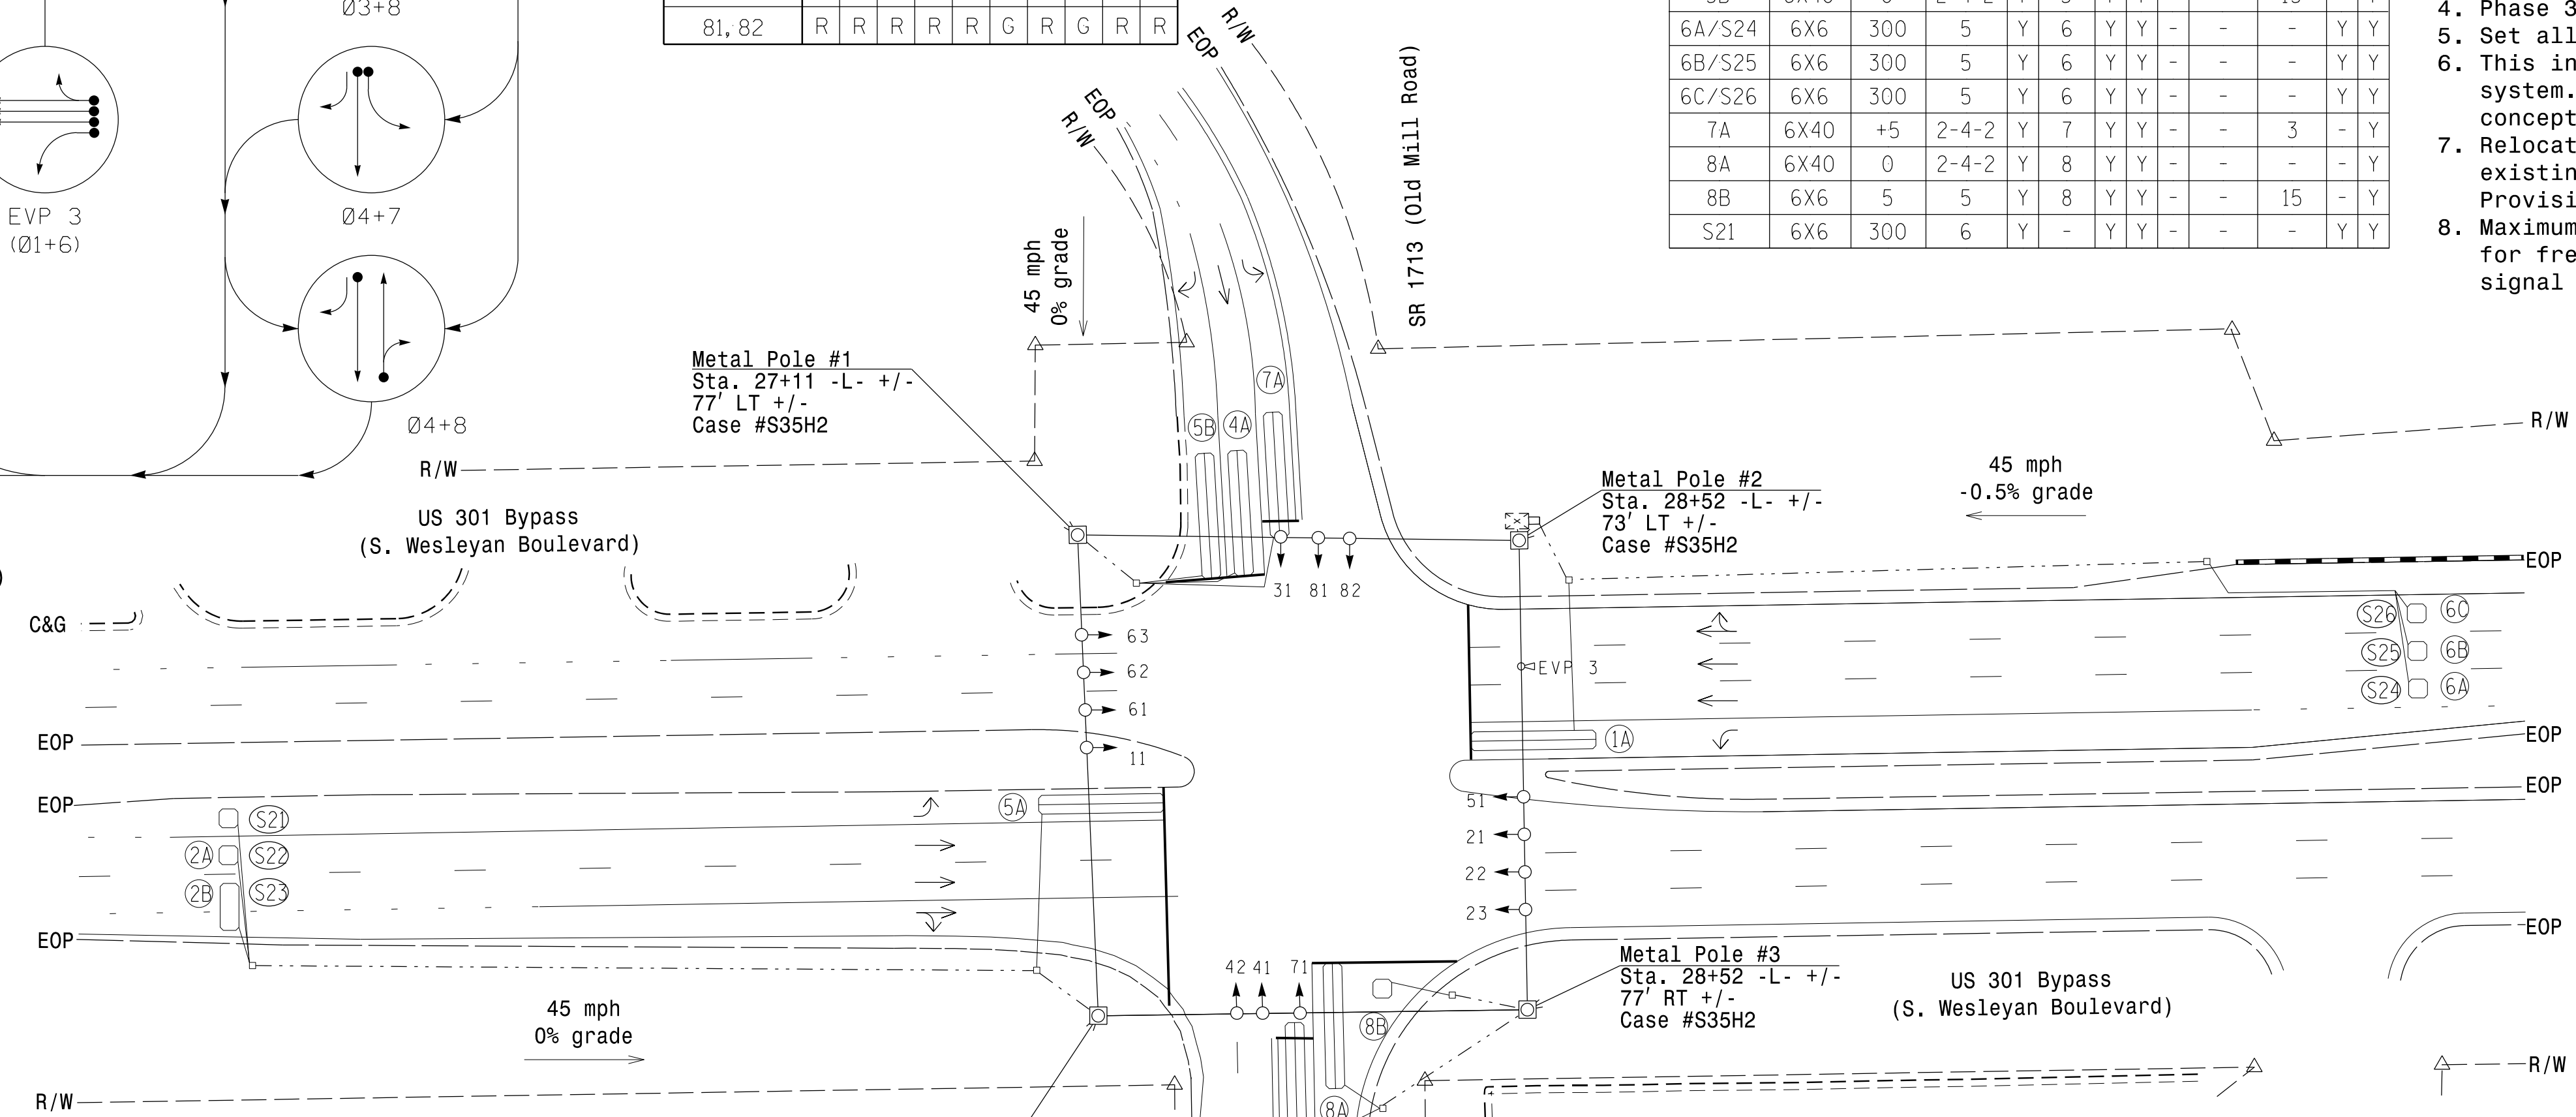 Ø3+8
EVP 3
(Ø1+6)
Ø4+7
Ø4+8
81,82 R R R R R G R G R R
6A/S24 6X6 300 5 Y 6 Y Y - - - Y Y
6B/S25 6X6 300 5 Y 6 Y Y - - - Y Y
6C/S26 6X6 300 5 Y 6 Y Y - - - Y Y
7A 6X40 +5 2-4-2 Y 7 Y Y - - 3 - Y
8A 6X40 0 2-4-2 Y 8 Y Y - - - - Y
8B 6X6 5 5 Y 8 Y Y - - 15 - Y
S21 6X6 300 6 Y - Y Y - - - Y Y
4. Phase 3
5. Set all
6. This in
system.
concept
7. Relocat
existin
Provisi
8. Maximum
for fre
signal
R/W
EOP
EOP
R/W
SR 1713 (Old Mill Road)
45 mph
0% grade
Metal Pole #1
Sta. 27+11 -L- +/-
77' LT +/-
Case #S35H2
7A
5B
4A
R/W
R/W
US 301 Bypass
(S. Wesleyan Boulevard)
Metal Pole #2
Sta. 28+52 -L- +/-
73' LT +/-
Case #S35H2
45 mph
-0.5% grade
EOP
31 81 82
C&G
63
62
61
11
EVP 3
S26 6C
S25 6B
S24 6A
1A
EOP
EOP
EOP
EOP
5A
51
21
22
23
S21
2A S22
2B S23
EOP
EOP
42 41 71
Metal Pole #3
Sta. 28+52 -L- +/-
77' RT +/-
Case #S35H2
US 301 Bypass
(S. Wesleyan Boulevard)
45 mph
0% grade
8B
R/W
R/W
8A